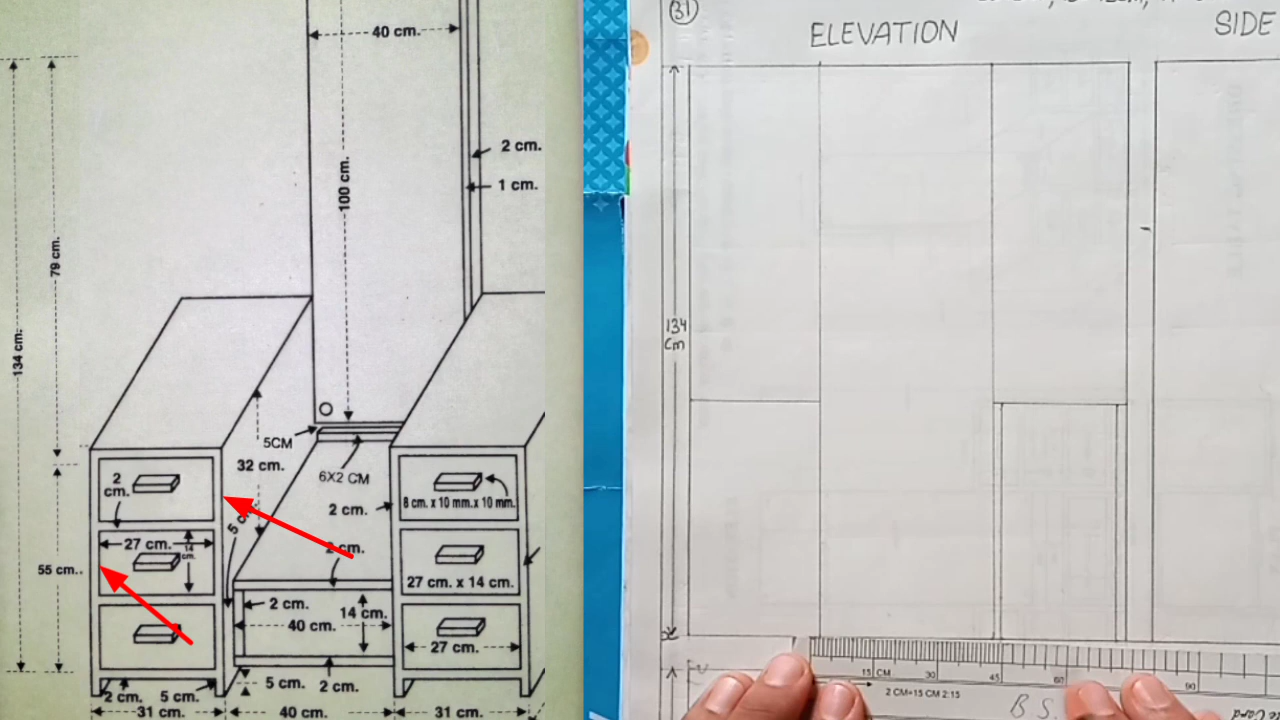 40 cm.
2 cm.
1 cm.
100 cm.
79 cm.
134 cm.
5CM
32 cm.
6X2 CM
2
cm.
5 cm.
2 cm.
8 cm. x 10 mm.x 10 mm.
27 cm.
14
cm.
2 cm.
55 cm..
27 cm. x 14 cm.
2 cm.
14 cm.
40 cm.
27 cm.
5 cm.
2 cm.
2 cm.
5 cm.
31 cm.
40 cm.
31 cm.
31
ELEVATION
SIDE
134
Cm
15 CM
30
45
60
90
2 CM=15 CM 2:15
B S.